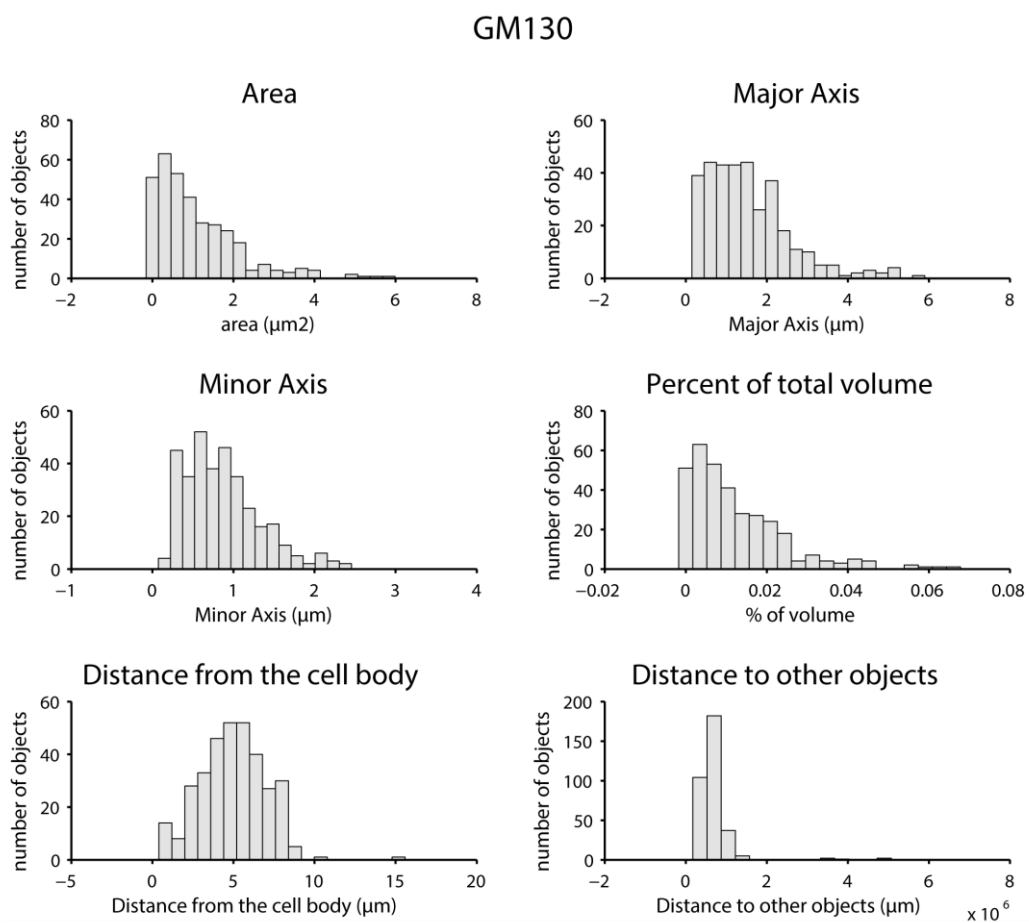 GM130
Area
number of objects
80
60
40
20
0
−2 0 2 4 6 8
area (μm2)
Major Axis
number of objects
60
40
20
0
−2 0 2 4 6 8
Major Axis (μm)
Minor Axis
number of objects
60
40
20
0
−1 0 1 2 3 4
Minor Axis (μm)
Percent of total volume
number of objects
80
60
40
20
0
−0.02 0 0.02 0.04 0.06 0.08
% of volume
Distance from the cell body
number of objects
60
40
20
0
−5 0 5 10 15 20
Distance from the cell body (μm)
Distance to other objects
number of objects
200
150
100
50
0
−2 0 2 4 6 8
Distance to other objects (μm) x 10 6